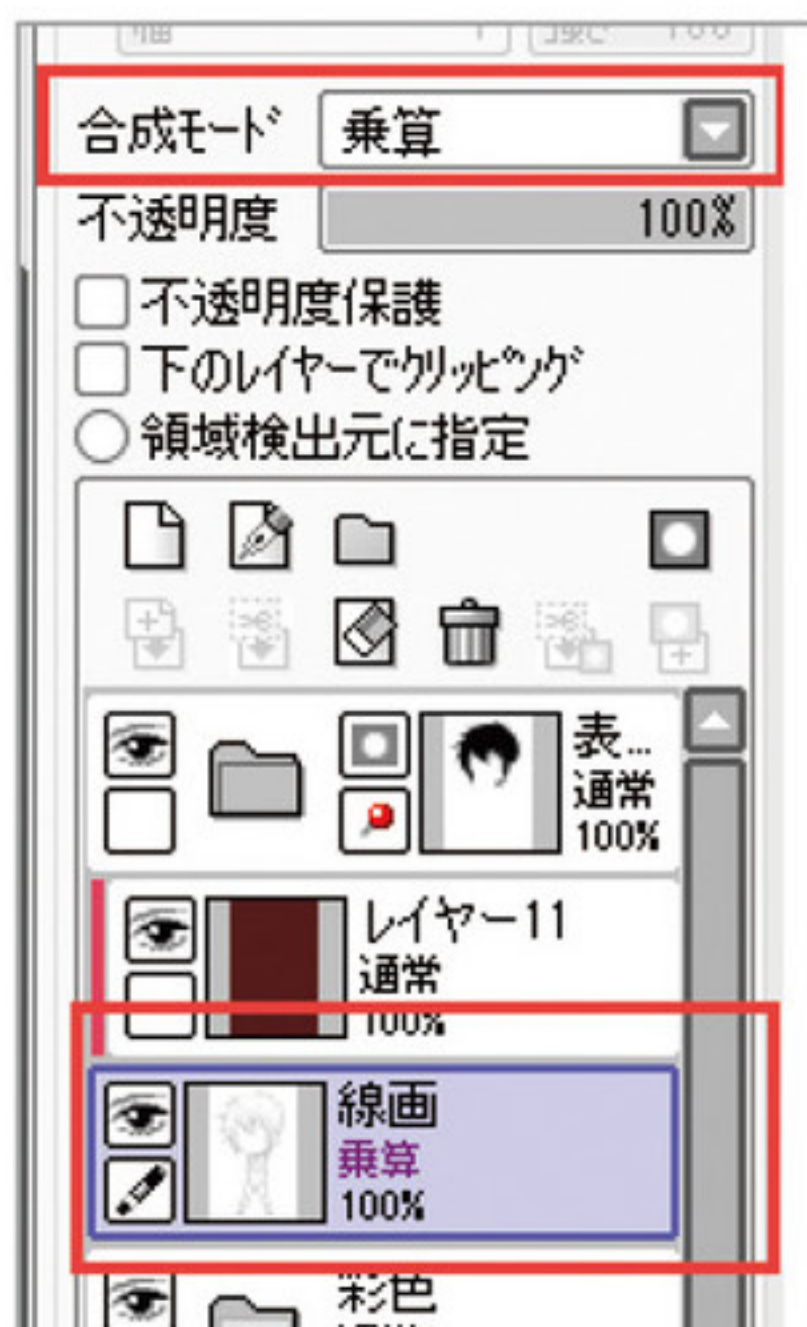 合成モード 乗算
不透明度 100%
不透明度保護
下のレイヤーでクリッピング
領域検出元に指定
表...
通常
100%
レイヤー11
通常
100%
線画
乗算
100%
彩色